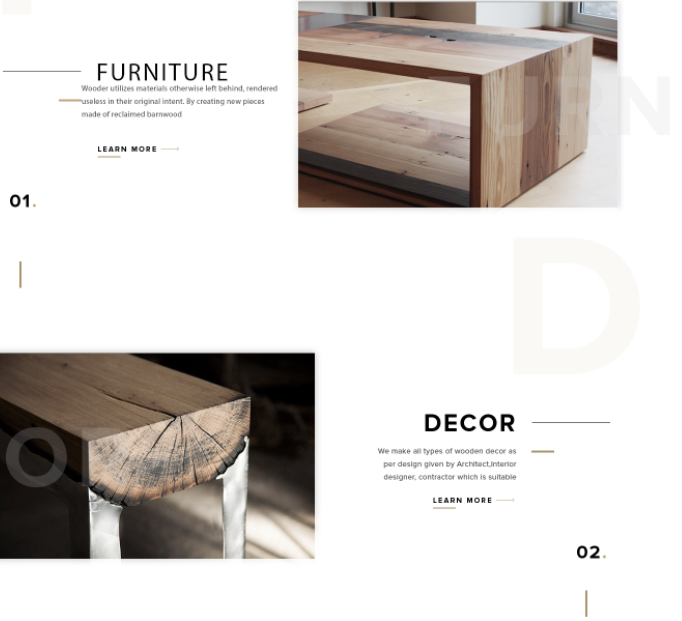 FURNITURE
Wooder utilizes materials otherwise left behind, rendered
useless in their original intent. By creating new pieces
made of reclaimed barnwood
LEARN MORE
01.
URN
D
OR
DECOR
We make all types of wooden decor as
per design given by Architect,Interior
designer, contractor which is suitable
LEARN MORE
02.